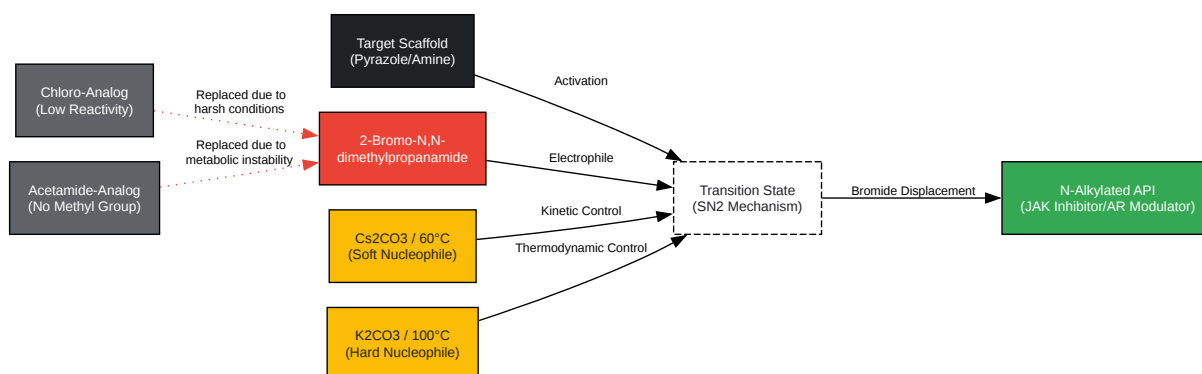 Target Scaffold
(Pyrazole/Amine)
Chloro-Analog
(Low Reactivity)
Replaced due to
harsh conditions
Activation
2-Bromo-N,N-
dimethylpropanamide
Replaced due to
metabolic instability
Electrophile
Acetamide-Analog
(No Methyl Group)
Transition State
(SN2 Mechanism)
Bromide Displacement
N-Alkylated API
(JAK Inhibitor/AR Modulator)
Kinetic Control
Cs2CO3 / 60°C
(Soft Nucleophile)
Thermodynamic Control
K2CO3 / 100°C
(Hard Nucleophile)